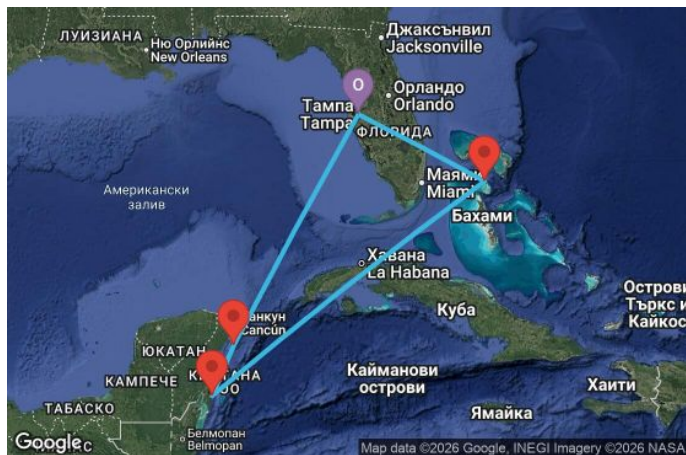 ЛУИЗИАНА
Ню Орлийнс
New Orleans
Джаксънвил
Jacksonville
O
Орландо
Orlando
Тампа
Tampa
ФЛОРИДА
Маями
Miami
Американски
залив
Бахами
Хавана
La Habana
Острови
Търкс и
Кайкос
Куба
анкун
Cancún
ЮКАТАН
КАМПЕЧЕ
ТАБАСКО
Кайманови
острови
Хаити
Ямайка
Белмопан
Belmopan
Google
Map data ©2026 Google, INEGI Imagery ©2026 NASA